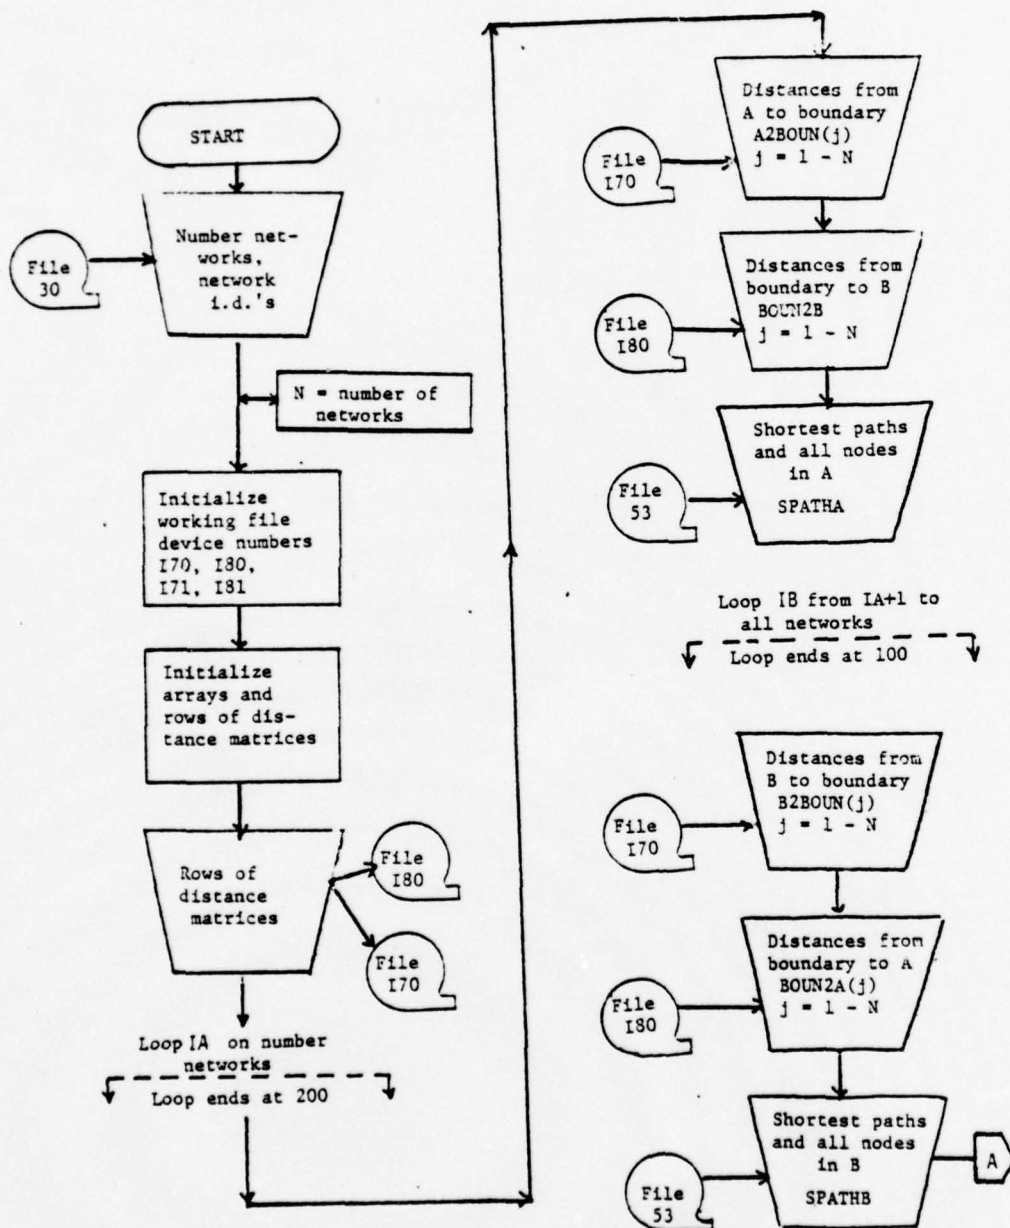 START
File
30
Number net-
works,
network
i.d.'s
N = number of
networks
Initialize
working file
device numbers
I70, I80,
I71, I81
Initialize
arrays and
rows of dis-
tance matrices
Rows of
distance
matrices
File
I80
File
I70
Loop IA on number
networks
Loop ends at 200
Distances from
A to boundary
A2BOUN(j)
j = 1 - N
File
I70
Distances from
boundary to B
BOUN2B
j = 1 - N
File
I80
Shortest paths
and all nodes
in A
SPATHA
File
53
Loop IB from IA+1 to
all networks
Loop ends at 100
Distances from
B to boundary
B2BOUN(j)
j = 1 - N
File
I70
Distances from
boundary to A
BOUN2A(j)
j = 1 - N
File
I80
Shortest paths
and all nodes
in B
SPATHB
File
53
A